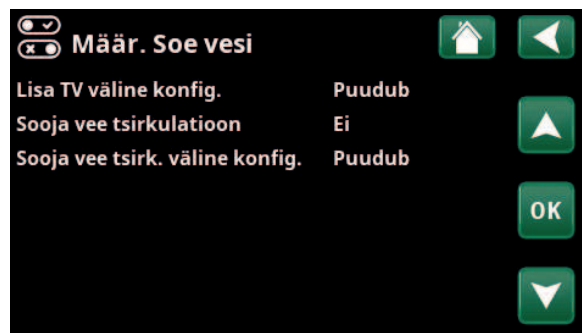 Määr. Soe vesi
Lisa TV väline konfig. Puudub
Sooja vee tsirkulatioon Ei
Sooja vee tsirk. väline konfig. Puudub
OK